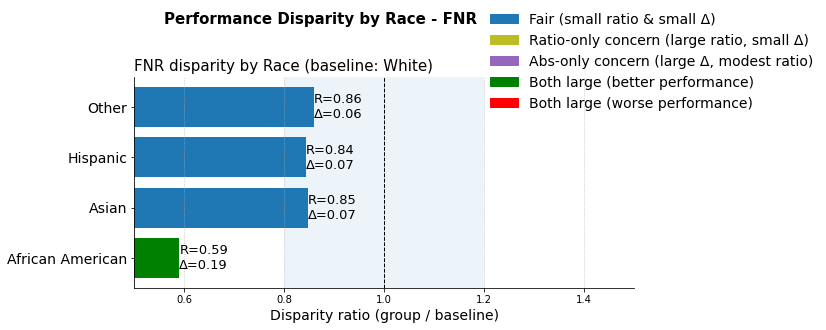 Performance Disparity by Race - FNR
Fair (small ratio & small Δ)
Ratio-only concern (large ratio, small Δ)
Abs-only concern (large Δ, modest ratio)
Both large (better performance)
Both large (worse performance)
FNR disparity by Race (baseline: White)
Other
R=0.86
Δ=0.06
Hispanic
R=0.84
Δ=0.07
Asian
R=0.85
Δ=0.07
African American
R=0.59
Δ=0.19
0.6 0.8 1.0 1.2 1.4
Disparity ratio (group / baseline)